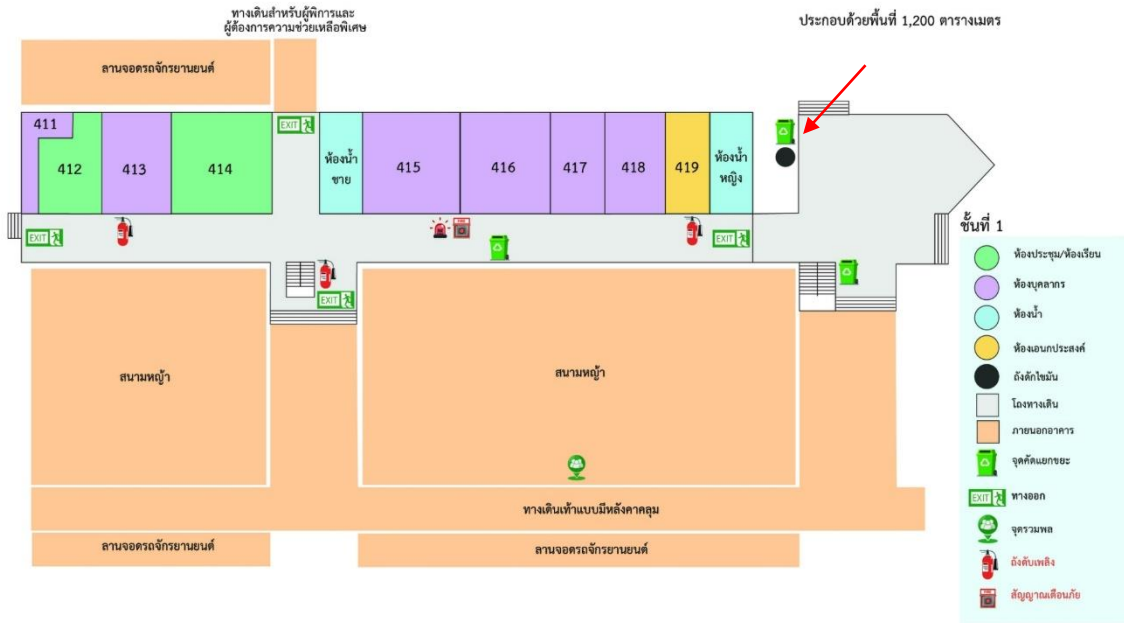 ทางเดินสำหรับผู้พิการและ
ผู้ต้องการความช่วยเหลือพิเศษ
ประกอบด้วยพื้นที่ 1,200 ตารางเมตร
ลานจอดรถจักรยานยนต์
EXIT
411
412
413
414
ห้องน้ำ
ชาย
415
416
417
418
419
ห้องน้ำ
หญิง
EXIT
EXIT
EXIT
สนามหญ้า
สนามหญ้า
ทางเดินเท้าแบบมีหลังคาคลุม
ลานจอดรถจักรยานยนต์
ลานจอดรถจักรยานยนต์
ชั้นที่ 1
ห้องประชุม/ห้องเรียน
ห้องบุคลากร
ห้องน้ำ
ห้องเอนกประสงค์
ถังดักไขมัน
โถงทางเดิน
ภายนอกอาคาร
จุดคัดแยกขยะ
EXIT ทางออก
จุดรวมพล
ถังดับเพลิง
สัญญาณเตือนภัย